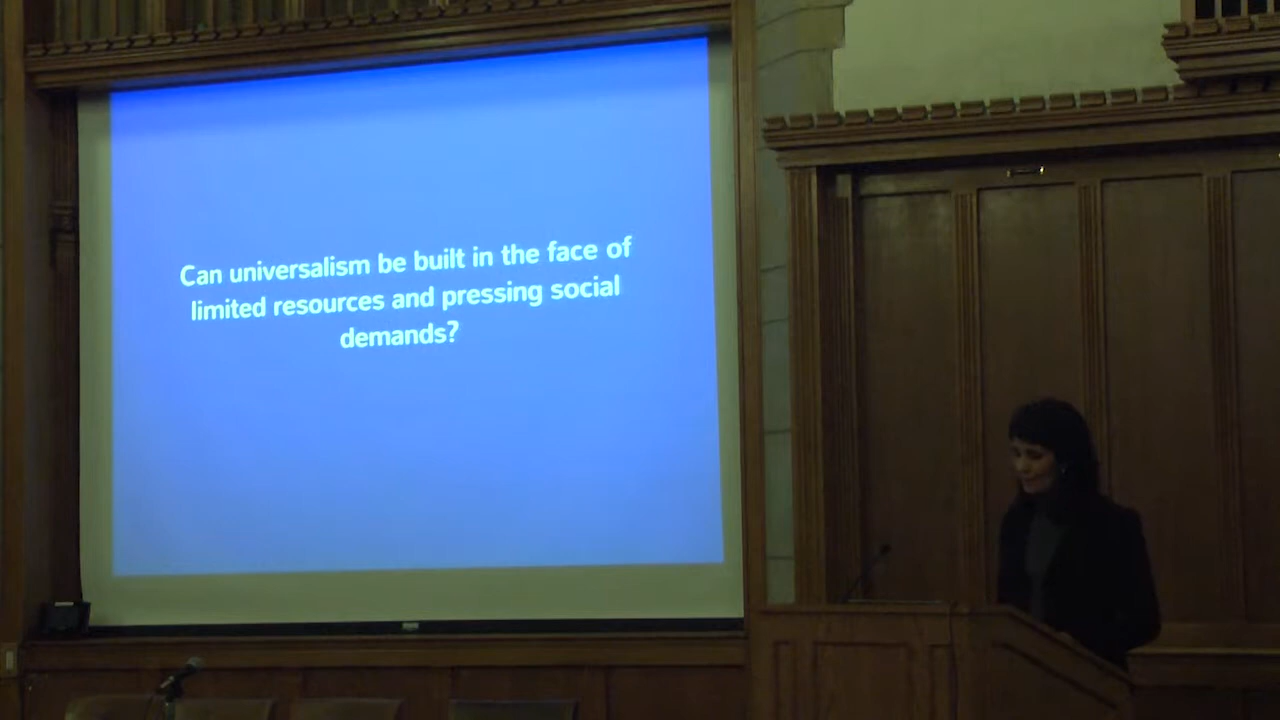 Can universalism be built in the face of
limited resources and pressing social
demands?